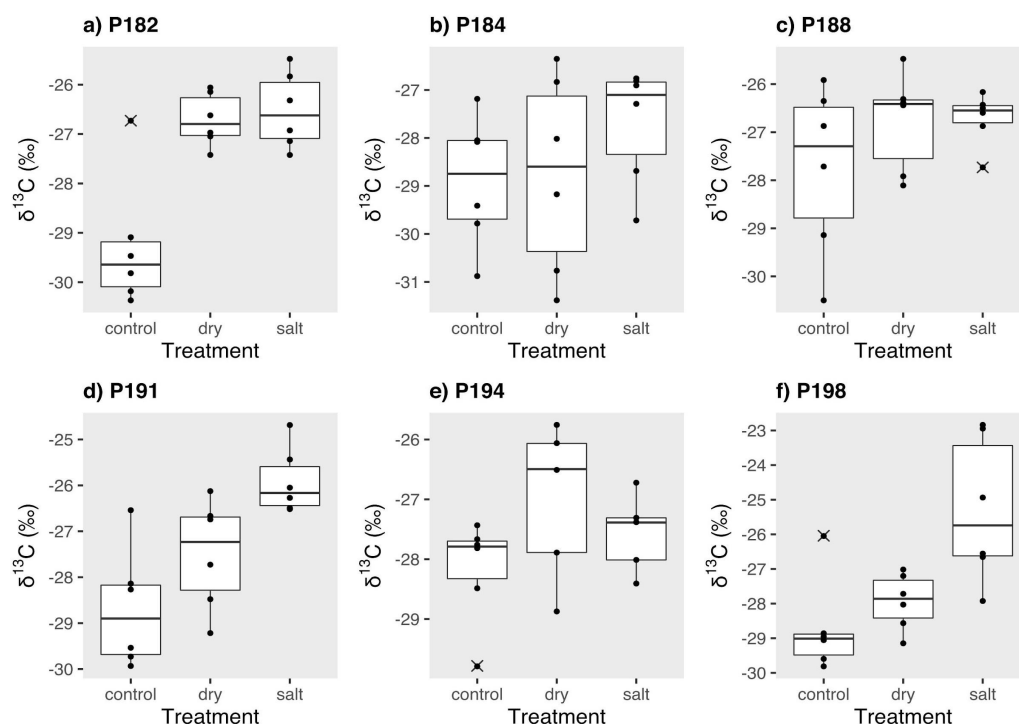 a) P182
δ¹³C (‰)
-26
-27
-28
-29
-30
control dry salt
Treatment
b) P184
δ¹³C (‰)
-27
-28
-29
-30
-31
control dry salt
Treatment
c) P188
δ¹³C (‰)
-26
-27
-28
-29
-30
control dry salt
Treatment
d) P191
δ¹³C (‰)
-25
-26
-27
-28
-29
-30
control dry salt
Treatment
e) P194
δ¹³C (‰)
-26
-27
-28
-29
control dry salt
Treatment
f) P198
δ¹³C (‰)
-23
-24
-25
-26
-27
-28
-29
-30
control dry salt
Treatment